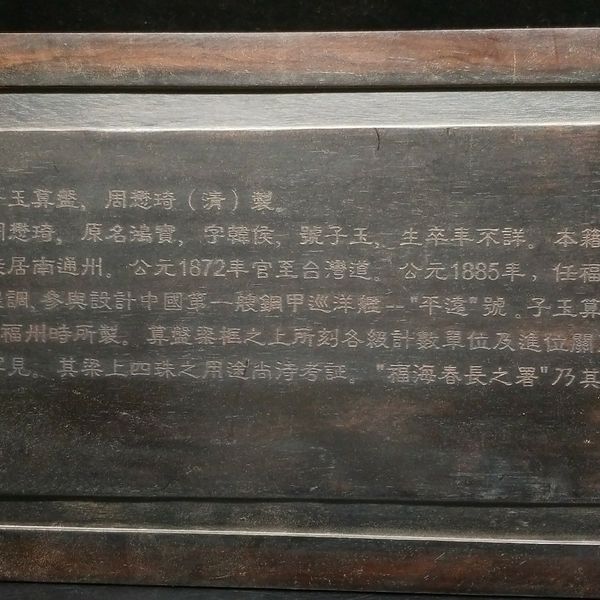 子玉算盤，周懋琦（清）製。
周懋琦，原名鴻寶，字韓侯，號子玉，生卒年不詳。本籍
居南通州。公元1872年官至台灣道。公元1885年，任福
調、參與設計中國第一艘鋼甲巡洋艦—"平遠"號。子玉算
福州時所製。算盤梁框之上所刻各級計數單位及進位關
見。其梁上四珠之用途尚待考証。"福海春長之署"乃其